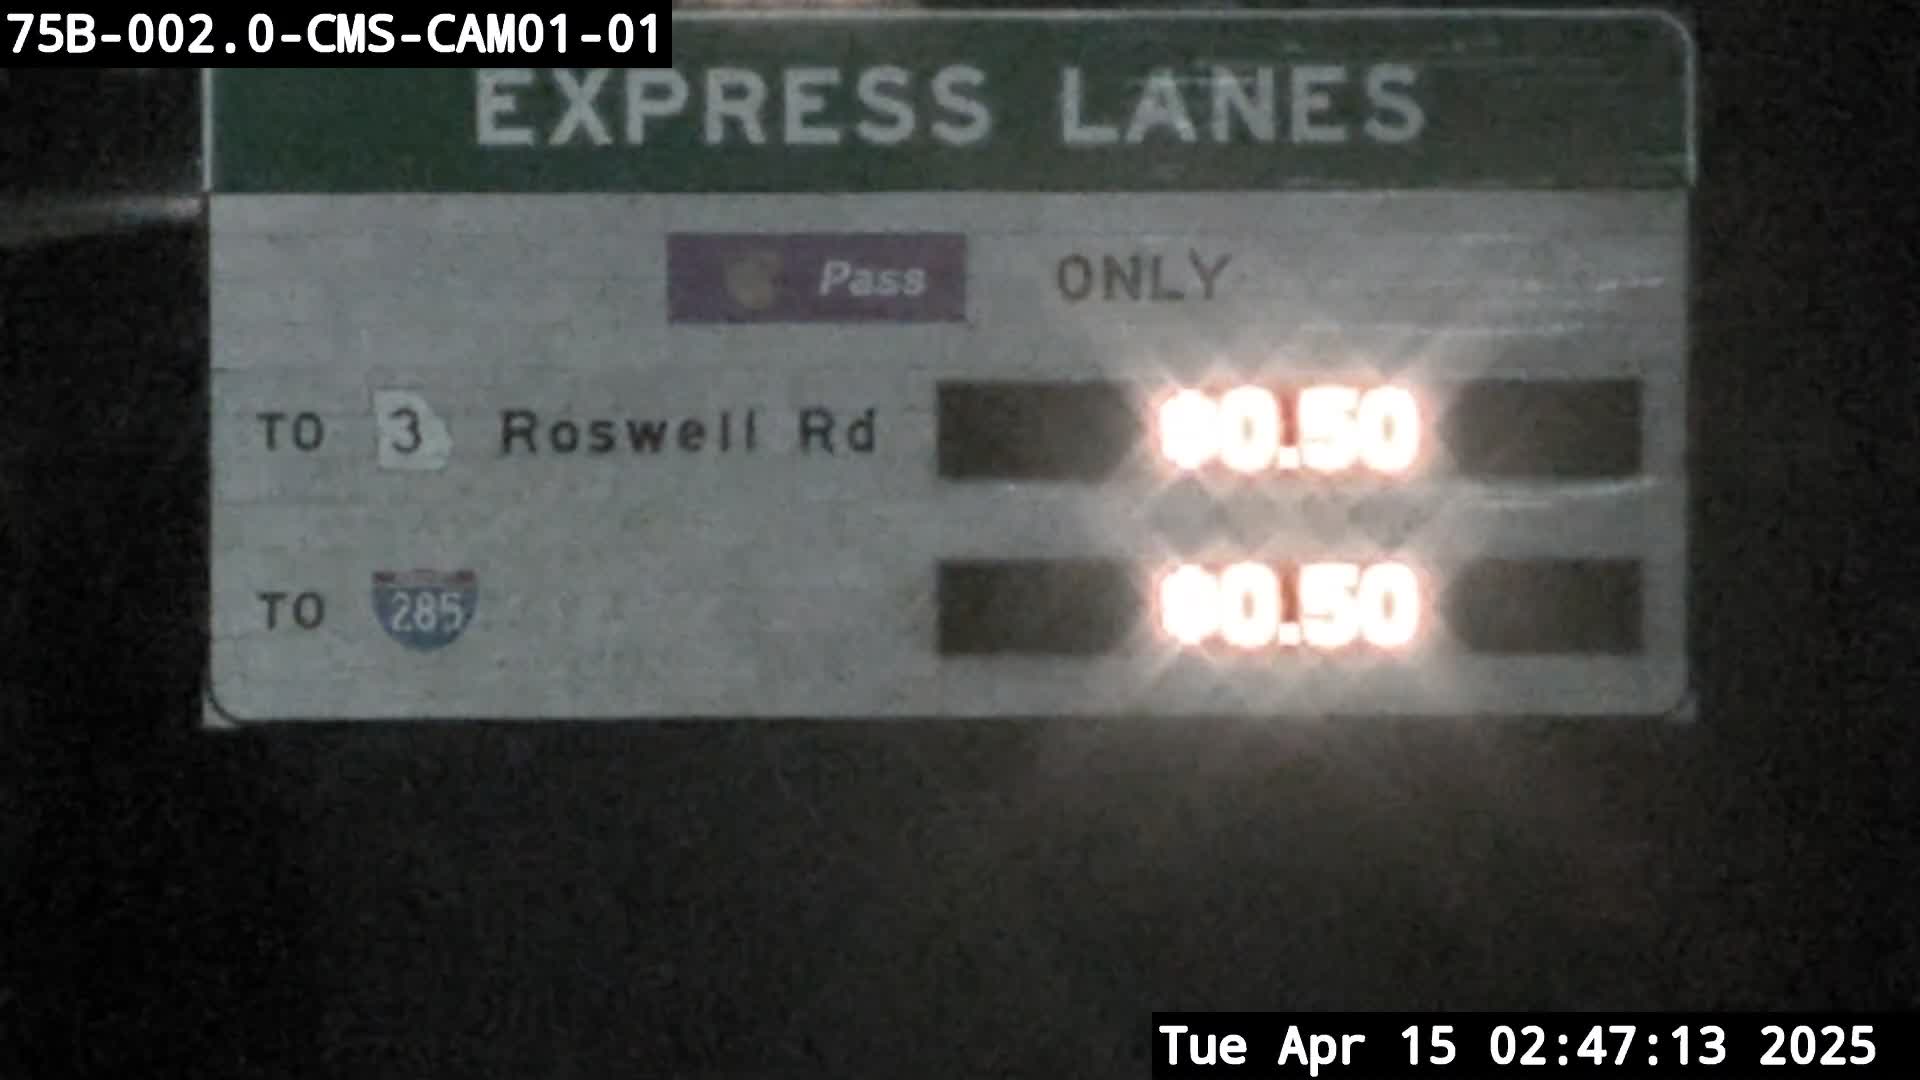 75B-002.0-CMS-CAM01-01
EXPRESS LANES
Pass ONLY
TO 3 Roswell Rd $0.50
TO 285 $0.50
Tue Apr 15 02:47:13 2025